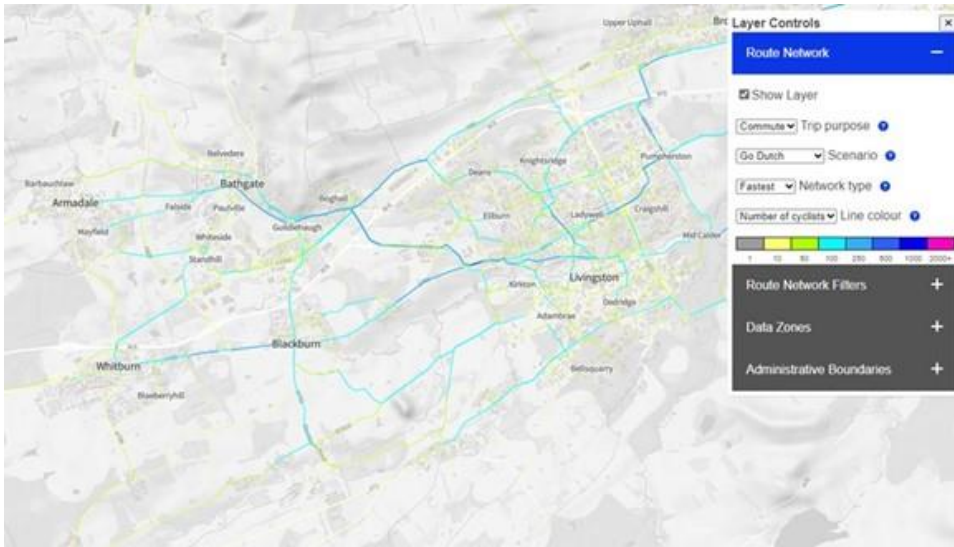 Layer Controls
×
Route Network −
Show Layer
Commute Trip purpose ?
Go Dutch Scenario ?
Fastest Network type ?
Number of cyclists Line colour ?
1 10 50 100 250 500 1000 2000+
Route Network Filters +
Data Zones +
Administrative Boundaries +
Upper Uphall
Bro
Belvedere
Knightsridge
Pumpherston
Barbauchlaw
Bathgate
Deans
Armadale
Boghall
Falside
Paulville
Eliburn
Ladywell
Craigshill
Mayfield
Guildiehaugh
Whiteside
Mid Calder
Standhill
Livingston
Kirkton
Dedridge
Adambrae
Blackburn
Whitburn
Bellsquarry
Blaeberryhill